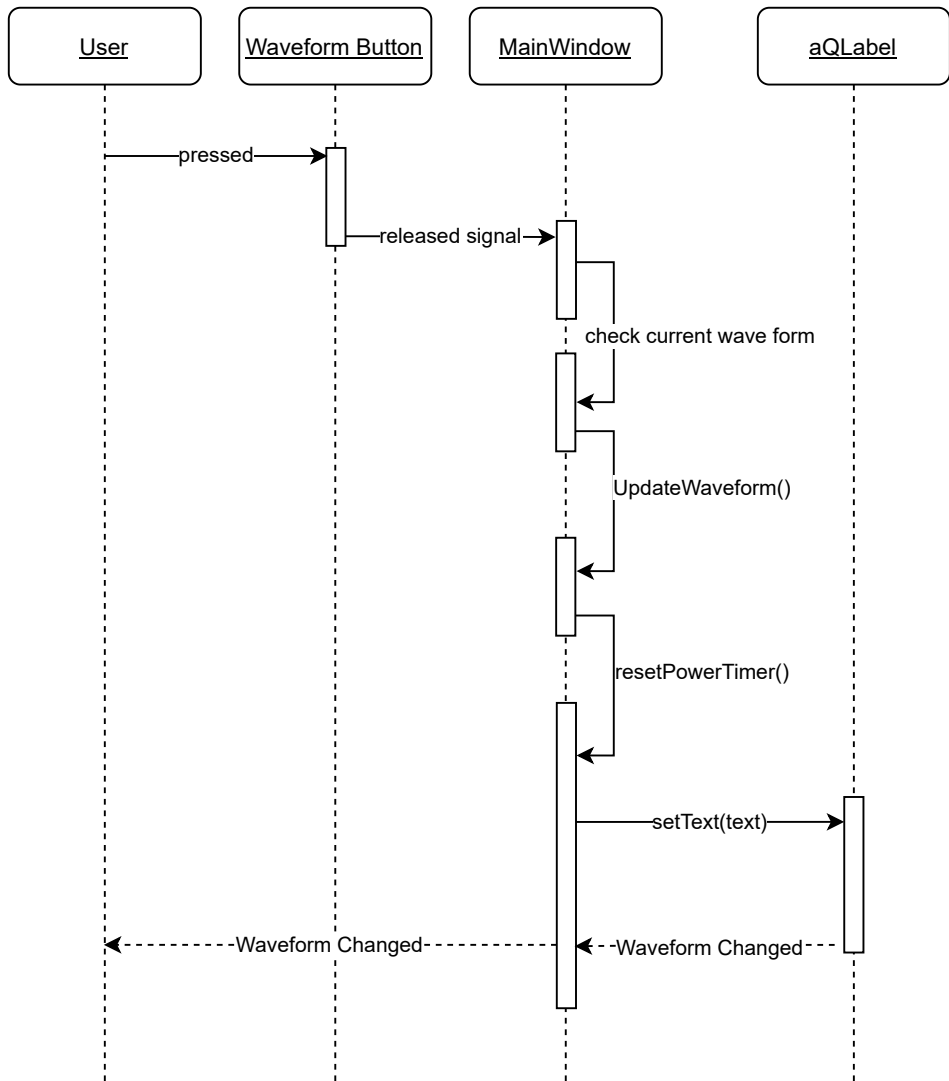 User
Waveform Button
MainWindow
aQLabel
pressed
released signal
check current wave form
UpdateWaveform()
resetPowerTimer()
setText(text)
Waveform Changed
Waveform Changed